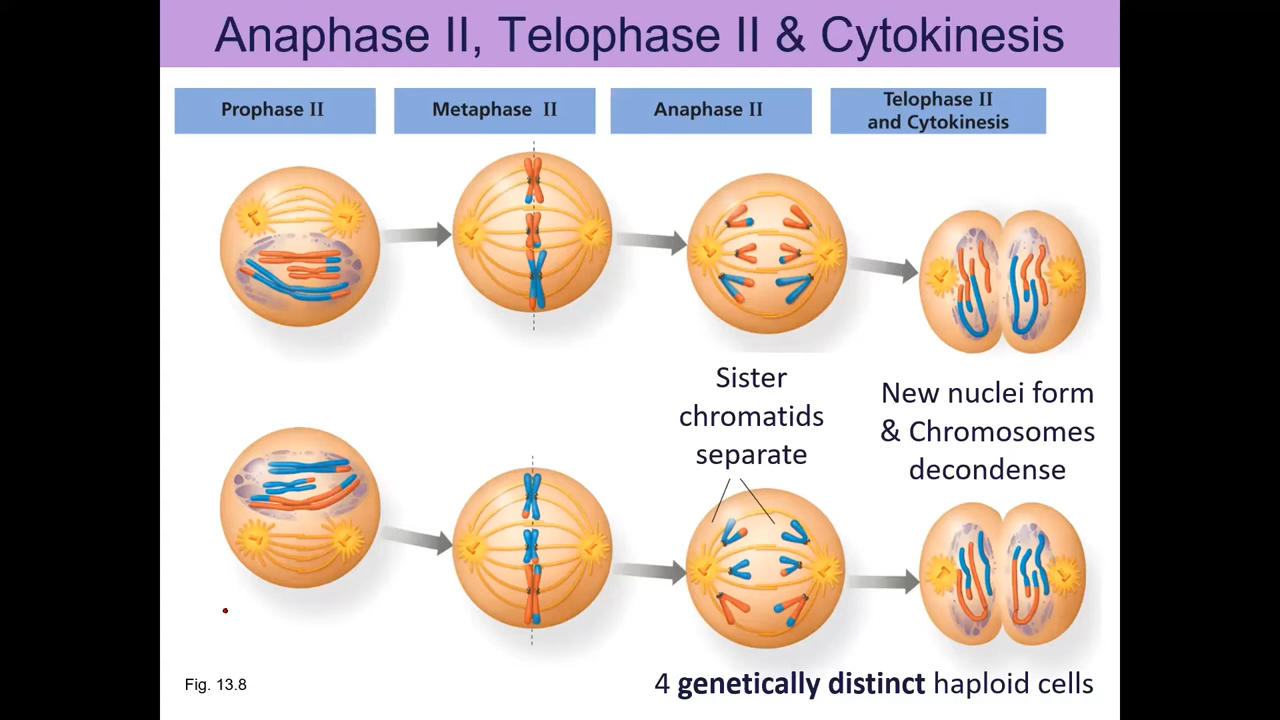 Anaphase II, Telophase II & Cytokinesis
Prophase II
Metaphase II
Anaphase II
Telophase II
and Cytokinesis
Sister
chromatids
separate
New nuclei form
& Chromosomes
decondense
Fig. 13.8
4 genetically distinct haploid cells